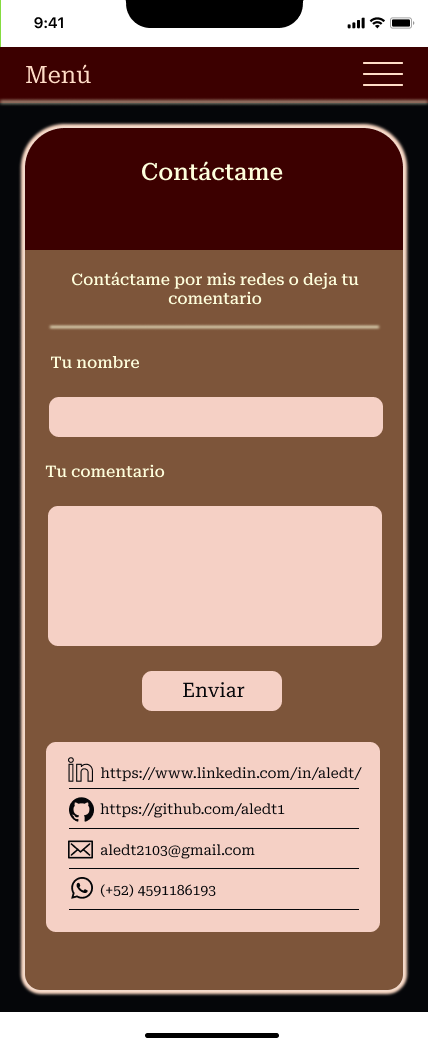 9:41
Menú
Contáctame
Contáctame por mis redes o deja tu
comentario
Tu nombre
Tu comentario
Enviar
in https://www.linkedin.com/in/aledt/
https://github.com/aledt1
aledt2103@gmail.com
(+52) 4591186193